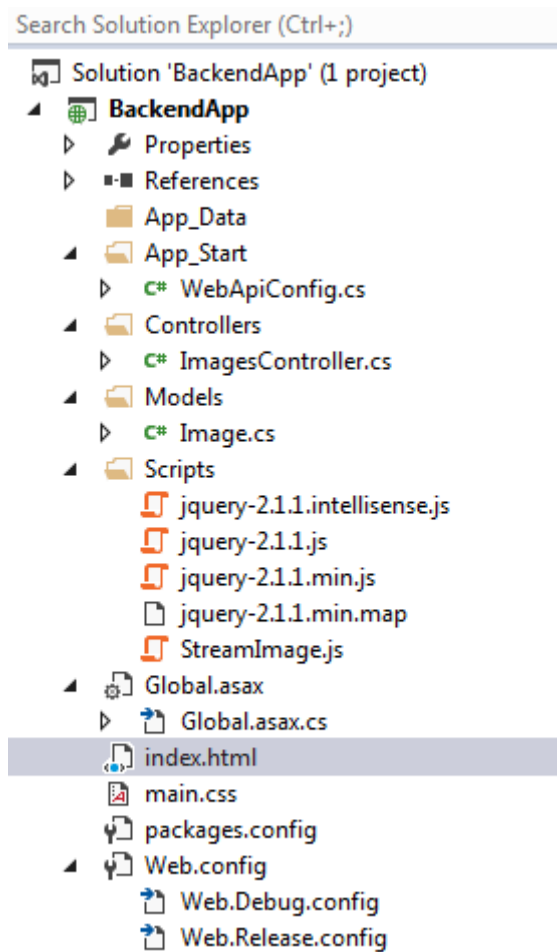 Search Solution Explorer (Ctrl+;)
Solution 'BackendApp' (1 project)
BackendApp
Properties
References
App_Data
App_Start
C# WebApiConfig.cs
Controllers
C# ImagesController.cs
Models
C# Image.cs
Scripts
jquery-2.1.1.intellisense.js
jquery-2.1.1.js
jquery-2.1.1.min.js
jquery-2.1.1.min.map
StreamImage.js
Global.asax
Global.asax.cs
index.html
main.css
packages.config
Web.config
Web.Debug.config
Web.Release.config